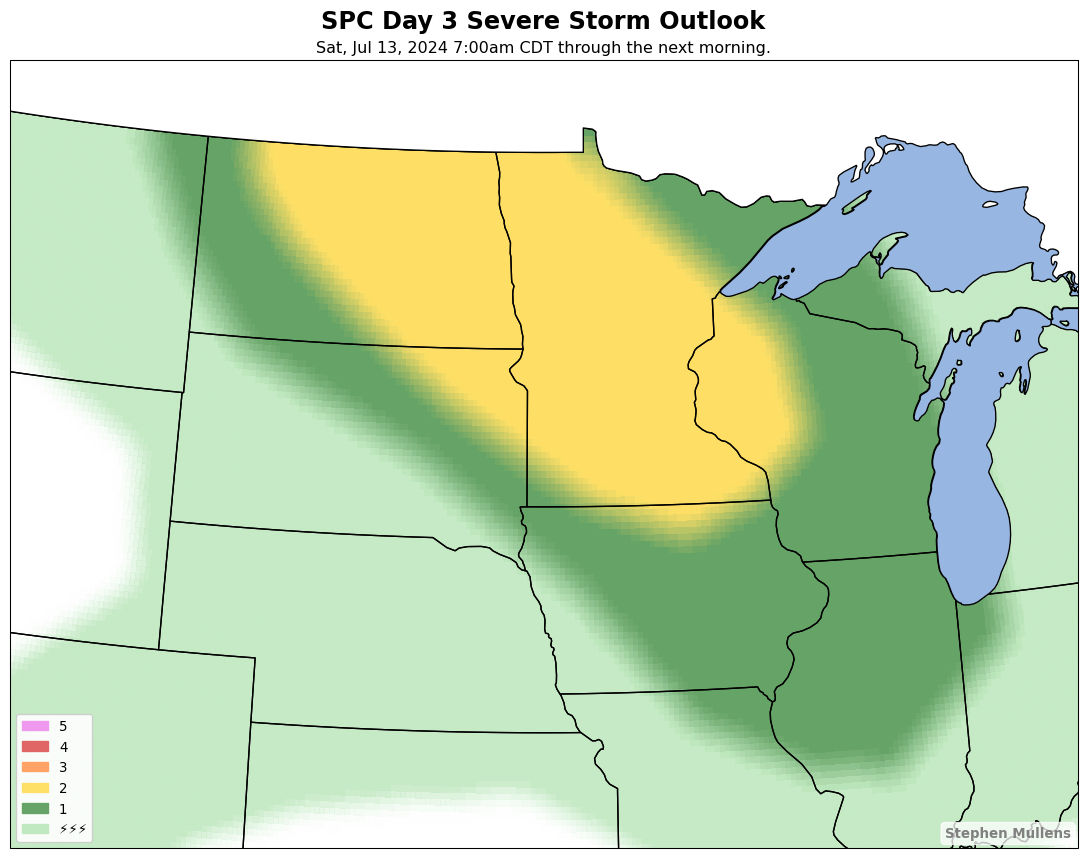 SPC Day 3 Severe Storm Outlook
Sat, Jul 13, 2024 7:00am CDT through the next morning.
5
4
3
2
1
⚡⚡⚡
Stephen Mullens